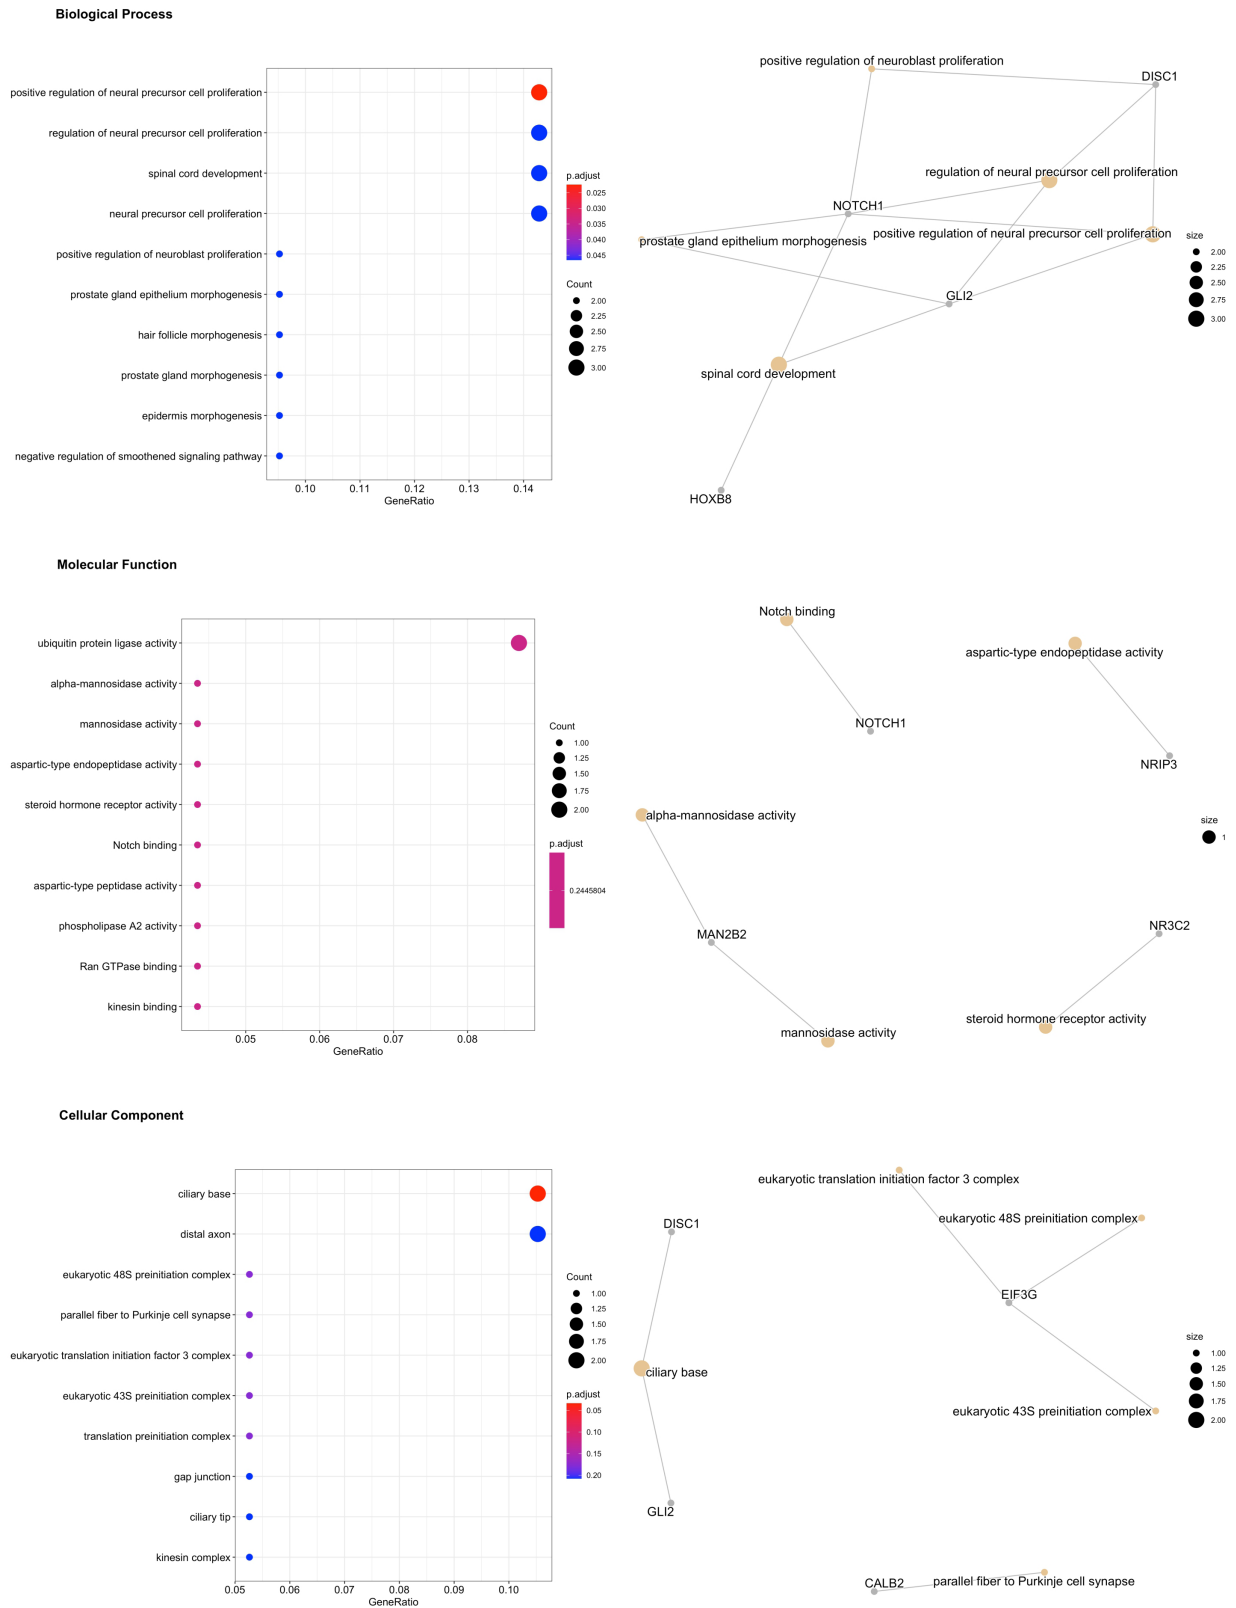 Biological Process
positive regulation of neural precursor cell proliferation
regulation of neural precursor cell proliferation
spinal cord development
neural precursor cell proliferation
positive regulation of neuroblast proliferation
prostate gland epithelium morphogenesis
hair follicle morphogenesis
prostate gland morphogenesis
epidermis morphogenesis
negative regulation of smoothened signaling pathway
0.10 0.11 0.12 0.13 0.14
GeneRatio
p.adjust
0.025
0.030
0.035
0.040
0.045
Count
2.00
2.25
2.50
2.75
3.00
positive regulation of neuroblast proliferation
DISC1
regulation of neural precursor cell proliferation
NOTCH1
positive regulation of neural precursor cell proliferation
prostate gland epithelium morphogenesis
GLI2
spinal cord development
HOXB8
size
2.00
2.25
2.50
2.75
3.00
Molecular Function
ubiquitin protein ligase activity
alpha-mannosidase activity
mannosidase activity
aspartic-type endopeptidase activity
steroid hormone receptor activity
Notch binding
aspartic-type peptidase activity
phospholipase A2 activity
Ran GTPase binding
kinesin binding
0.05 0.06 0.07 0.08
GeneRatio
Count
1.00
1.25
1.50
1.75
2.00
p.adjust
0.2445804
Notch binding
aspartic-type endopeptidase activity
NOTCH1
NRIP3
alpha-mannosidase activity
MAN2B2
NR3C2
steroid hormone receptor activity
mannosidase activity
size
1
Cellular Component
ciliary base
distal axon
eukaryotic 48S preinitiation complex
parallel fiber to Purkinje cell synapse
eukaryotic translation initiation factor 3 complex
eukaryotic 43S preinitiation complex
translation preinitiation complex
gap junction
ciliary tip
kinesin complex
0.05 0.06 0.07 0.08 0.09 0.10
GeneRatio
Count
1.00
1.25
1.50
1.75
2.00
p.adjust
0.05
0.10
0.15
0.20
eukaryotic translation initiation factor 3 complex
DISC1
eukaryotic 48S preinitiation complex
EIF3G
ciliary base
eukaryotic 43S preinitiation complex
GLI2
CALB2
parallel fiber to Purkinje cell synapse
size
1.00
1.25
1.50
1.75
2.00